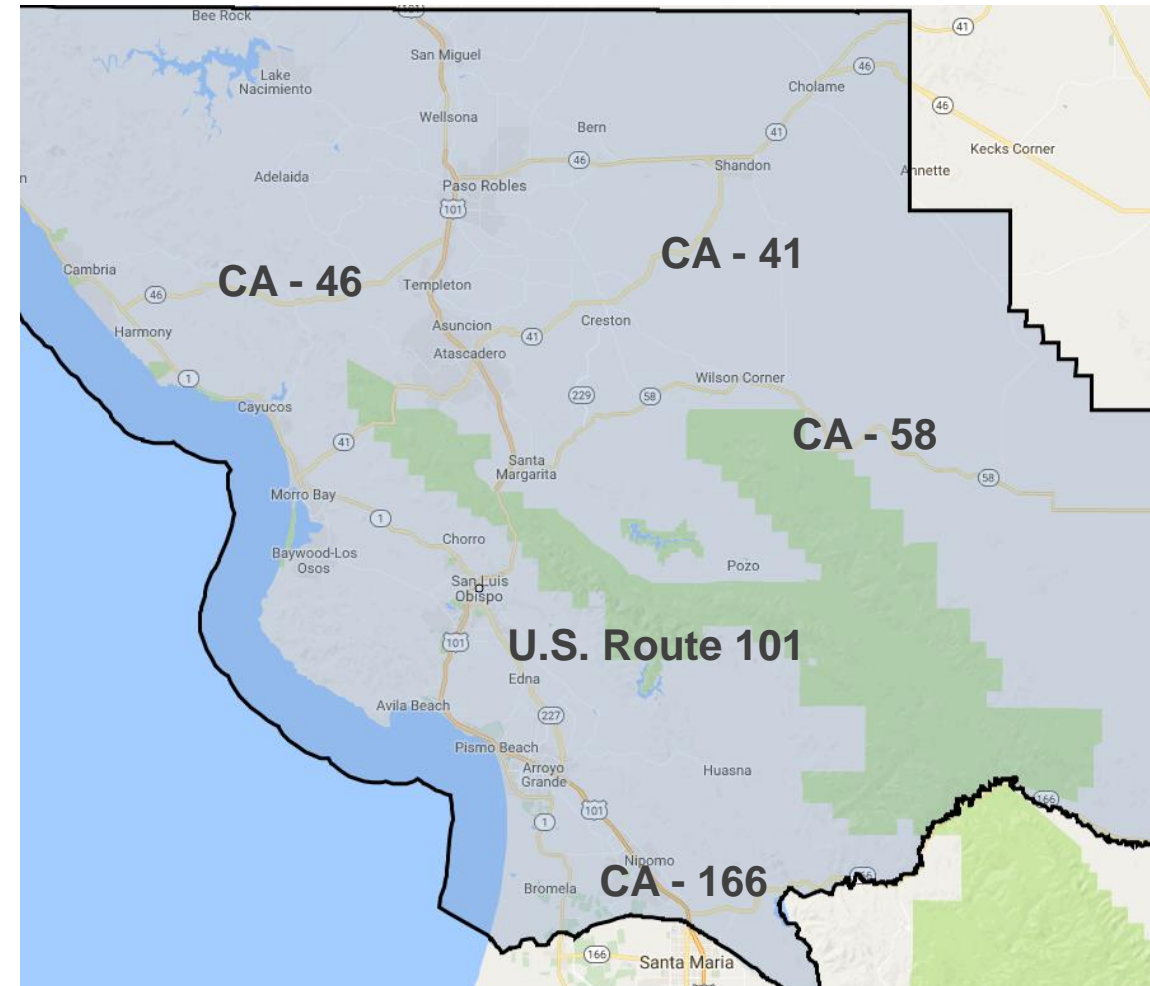 Bee Rock
101
41
San Miguel
46
Lake
Nacimiento
Cholame
46
Wellsona
Bern
41
Kecks Corner
46
Shandon
Annette
Adelaida
Paso Robles
n
101
CA - 41
Cambria
CA - 46
46
Templeton
Harmony
Asuncion
Creston
41
Atascadero
1
Wilson Corner
229
58
Cayucos
CA - 58
41
Santa
Margarita
58
Morro Bay
1
Chorro
Baywood-Los
Osos
Pozo
San Luis
Obispo
101
U.S. Route 101
Edna
Avila Beach
227
Pismo Beach
Arroyo
Grande
Huasna
101
166
1
Nipomo
CA - 166
166
Bromela
166
Santa Maria